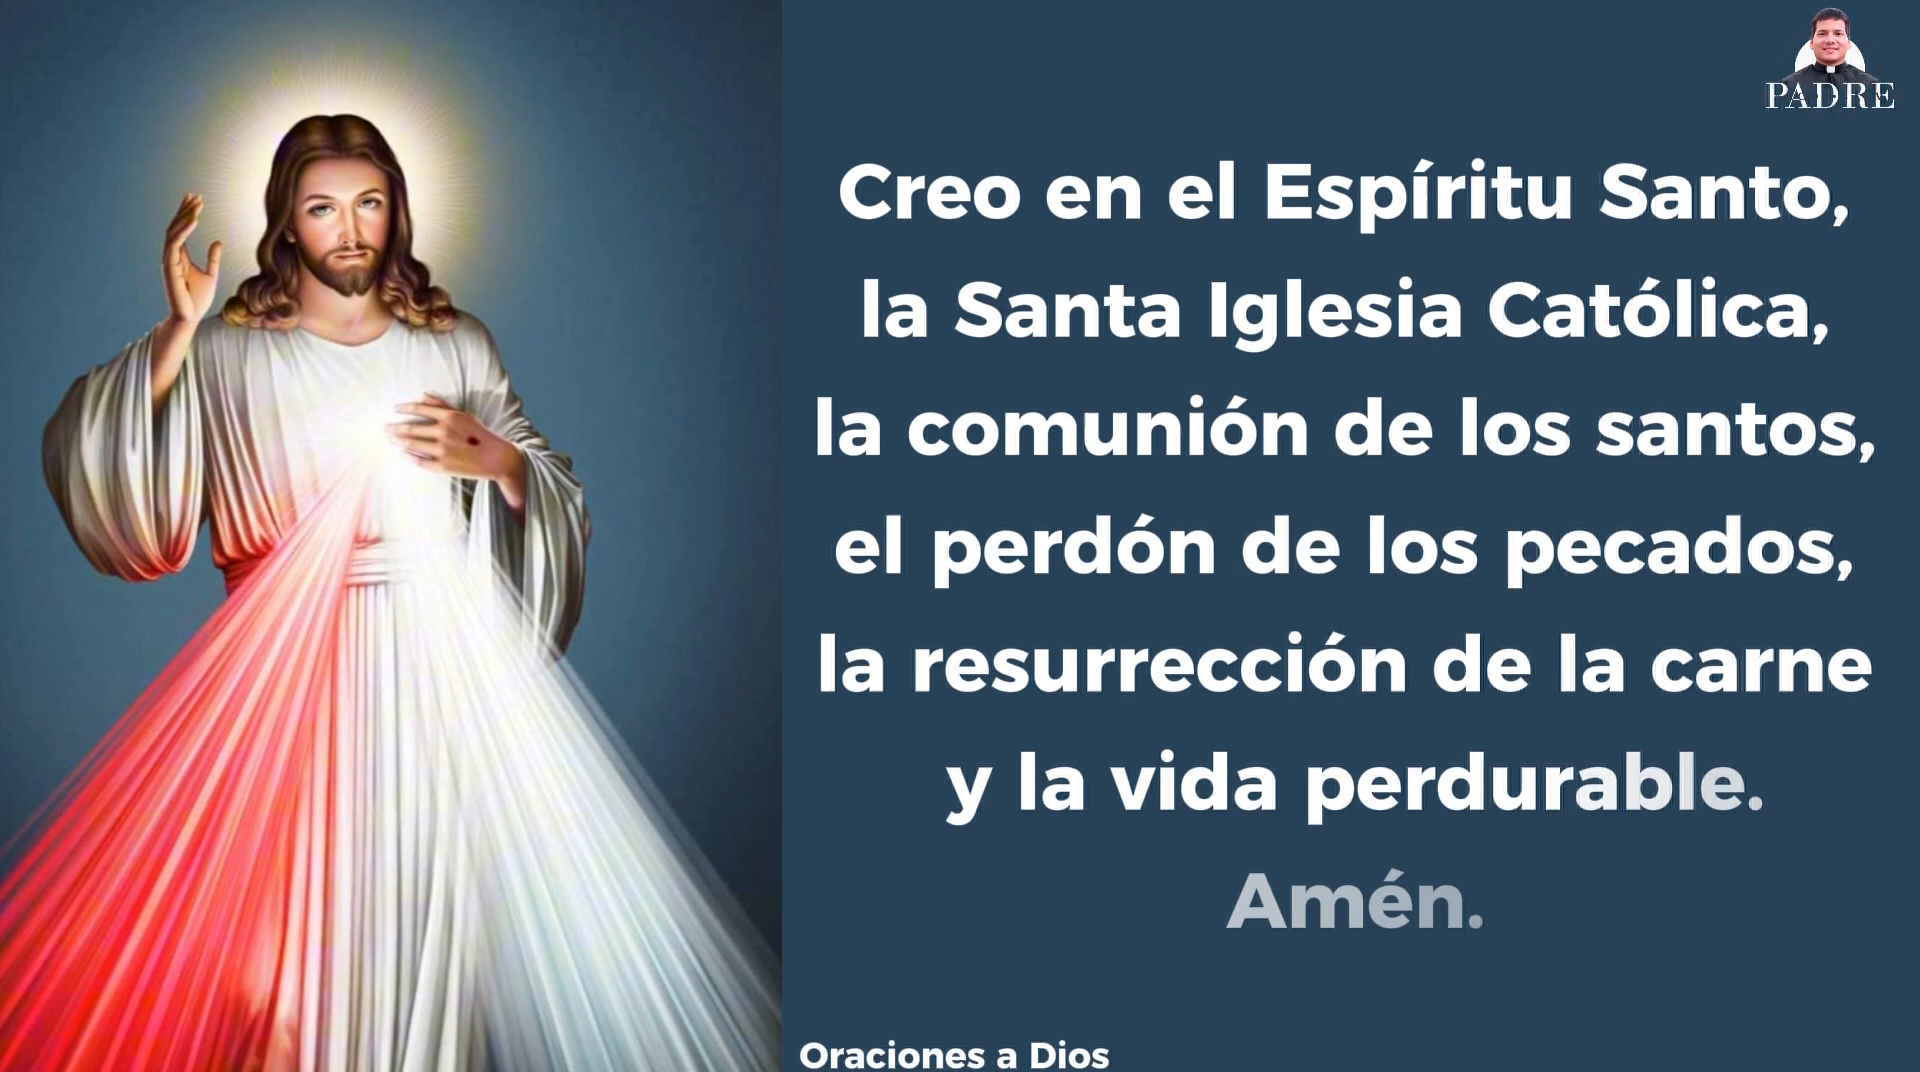 PADRE
Creo en el Espíritu Santo,
la Santa Iglesia Católica,
la comunión de los santos,
el perdón de los pecados,
la resurrección de la carne
y la vida perdurable.
Amén.
Oraciones a Dios